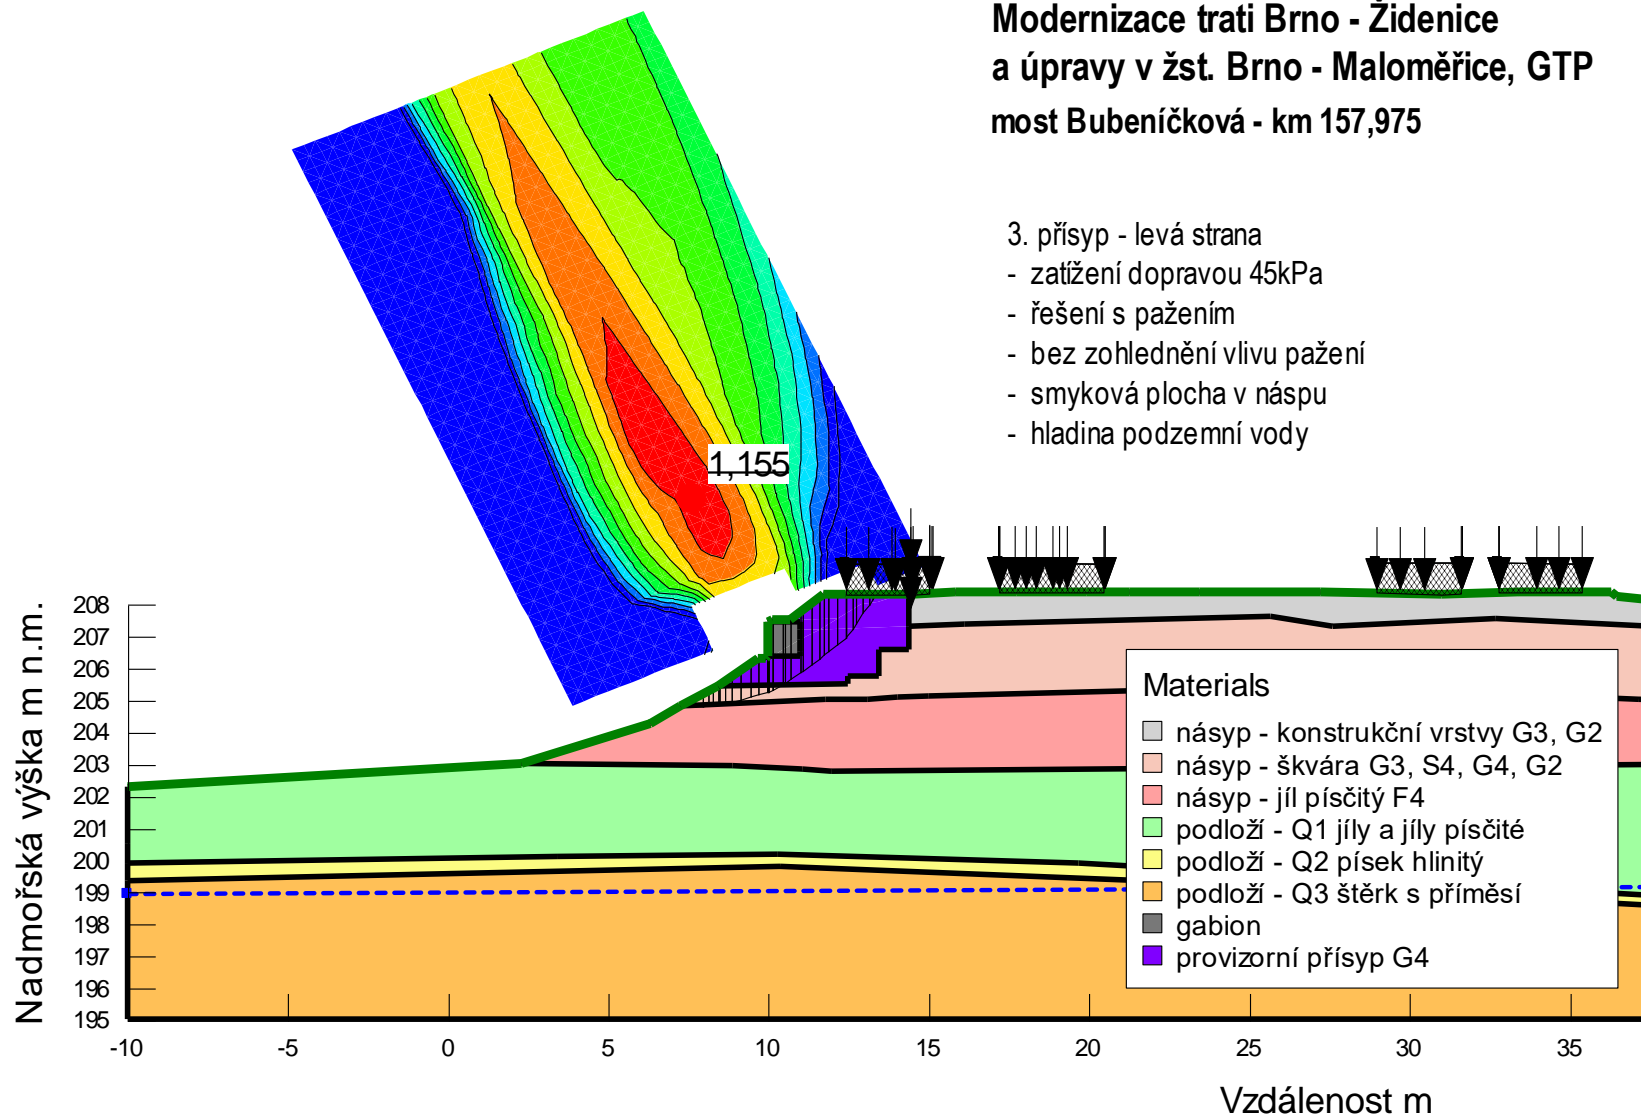 Modernizace trati Brno - Židenice
a úpravy v žst. Brno - Maloměřice, GTP
most Bubeníčková - km 157,975
3. přísyp - levá strana
- zatížení dopravou 45kPa
- řešení s pažením
- bez zohlednění vlivu pažení
- smyková plocha v náspu
- hladina podzemní vody
1,155
Nadmořská výška m n.m.
208
207
206
205
204
203
202
201
200
199
198
197
196
195
Materials
násyp - konstrukční vrstvy G3, G2
násyp - škvára G3, S4, G4, G2
násyp - jíl písčitý F4
podloží - Q1 jíly a jíly písčité
podloží - Q2 písek hlinitý
podloží - Q3 štěrk s příměsí
gabion
provizorní přísyp G4
-10 -5 0 5 10 15 20 25 30 35
Vzdálenost m